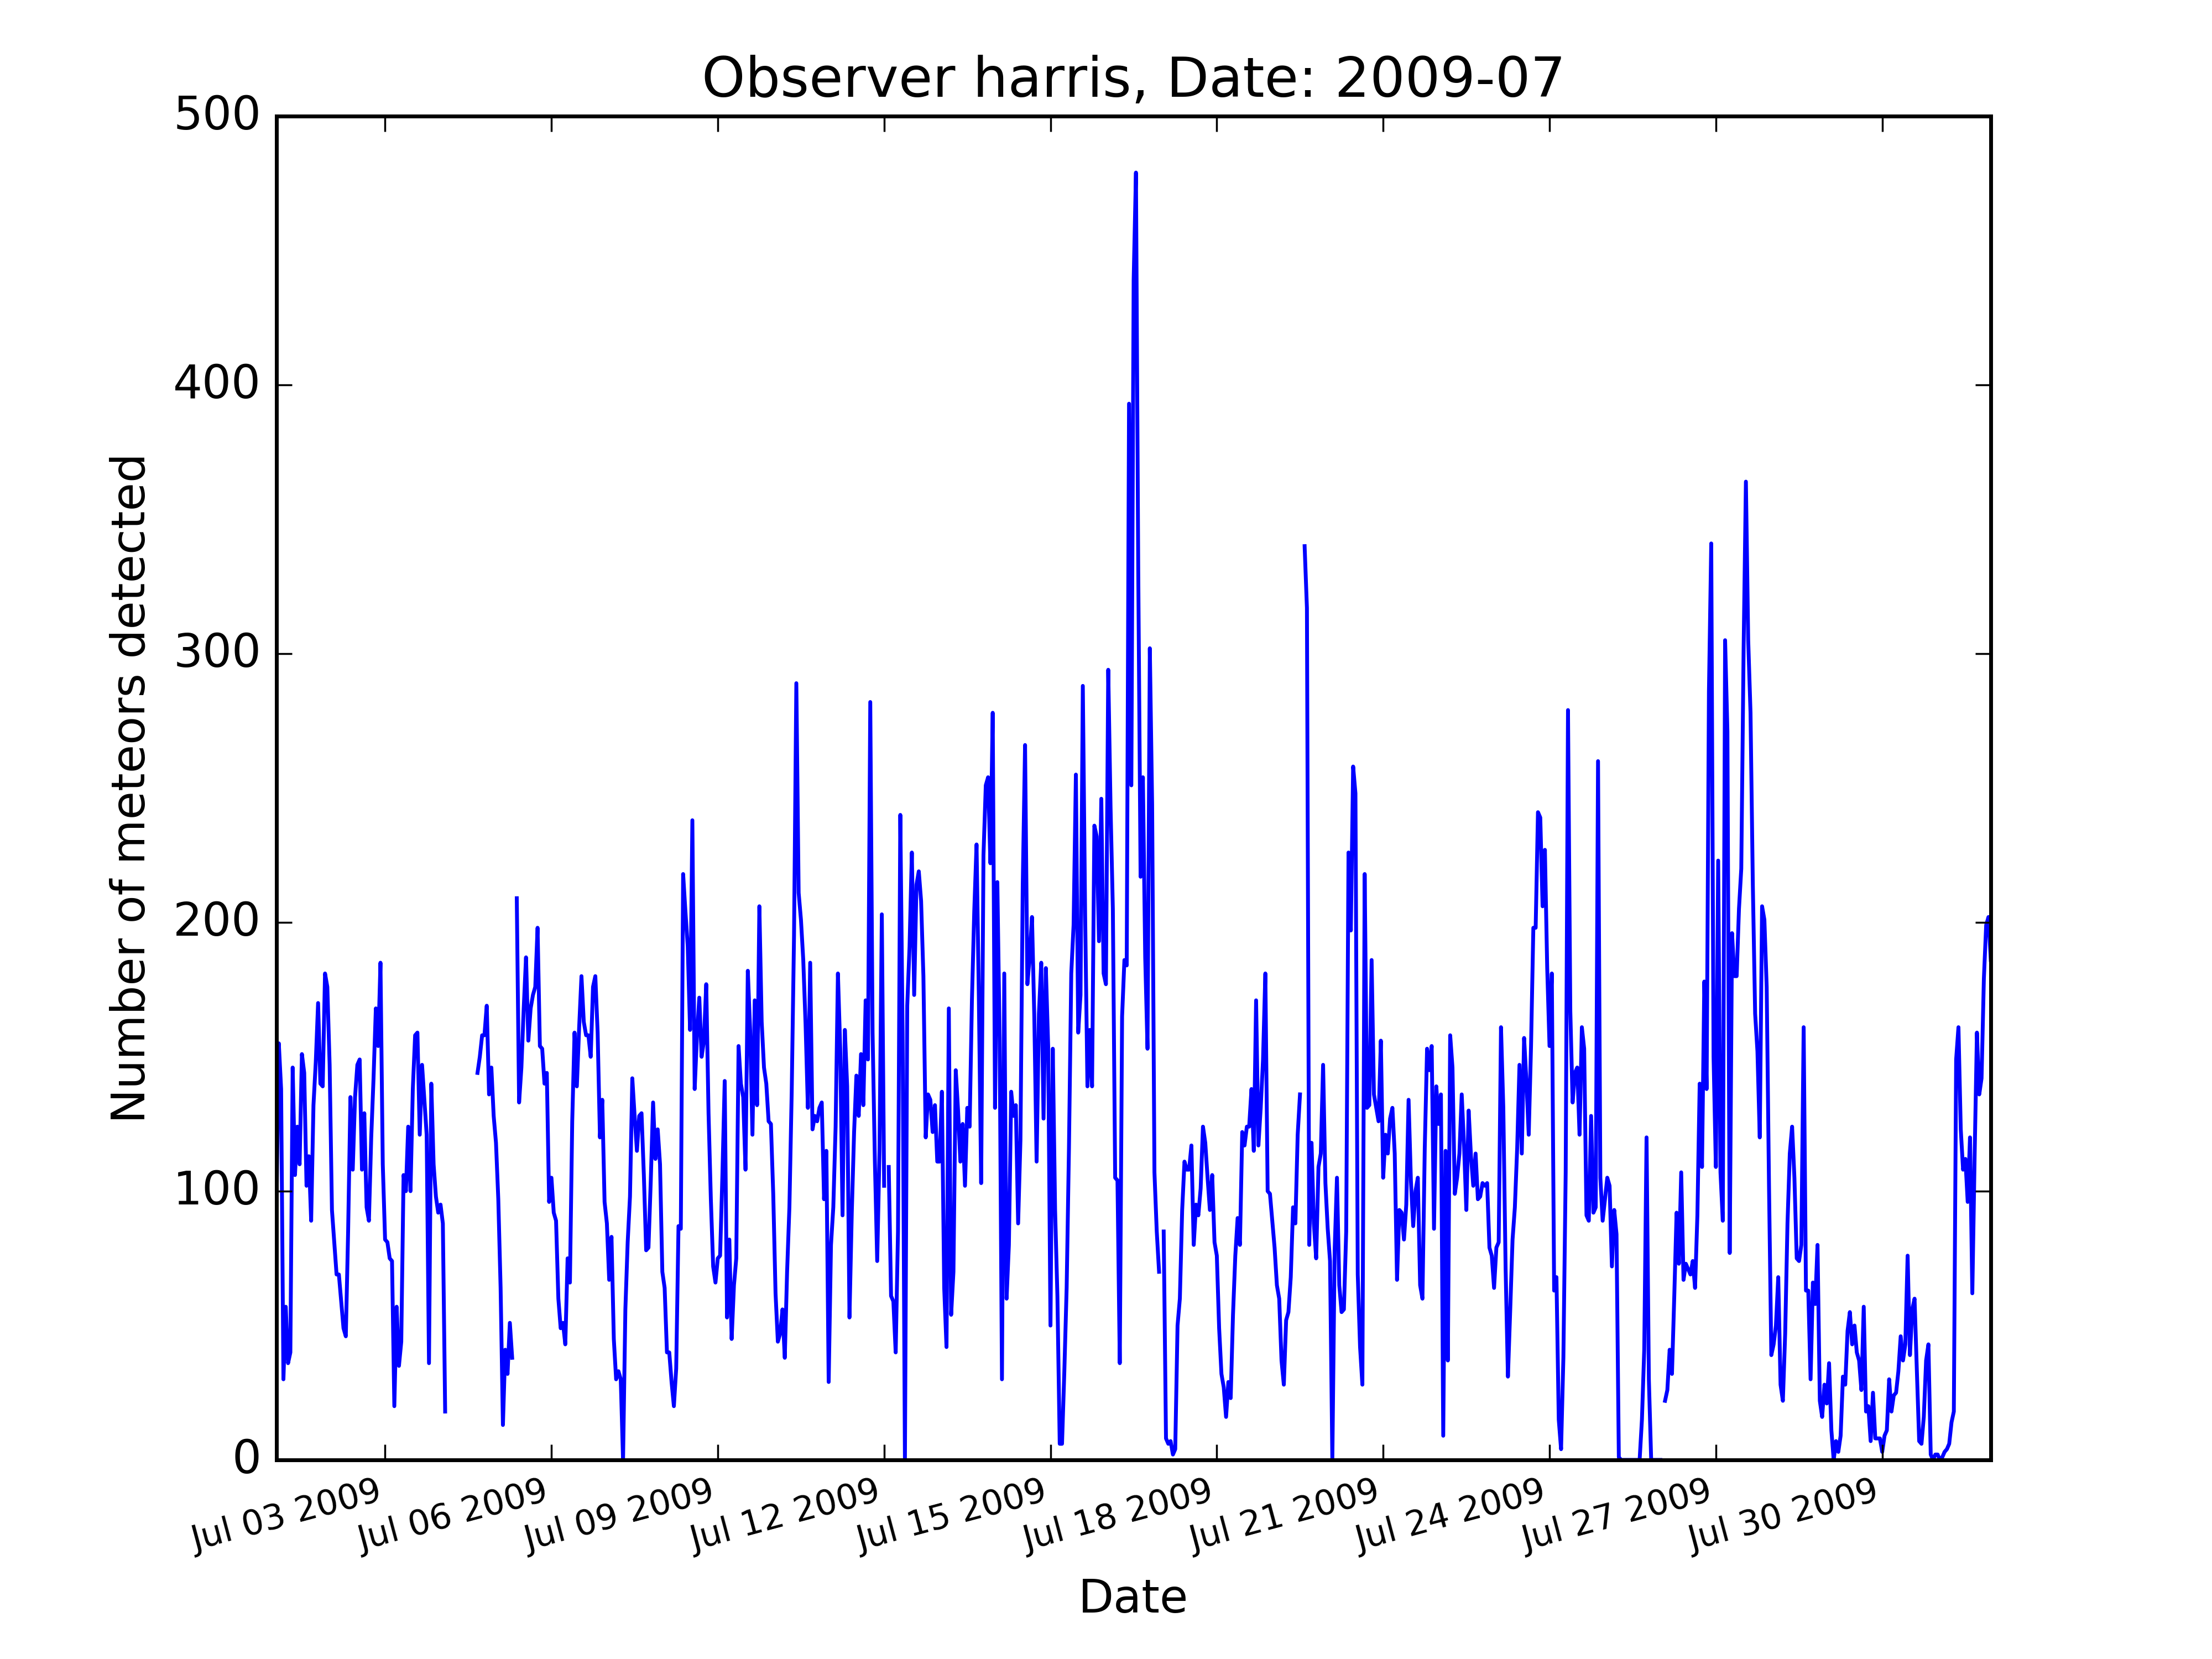 Observer harris, Date: 2009-07
500
400
300
200
100
0
Number of meteors detected
Jul 03 2009
Jul 06 2009
Jul 09 2009
Jul 12 2009
Jul 15 2009
Jul 18 2009
Jul 21 2009
Jul 24 2009
Jul 27 2009
Jul 30 2009
Date